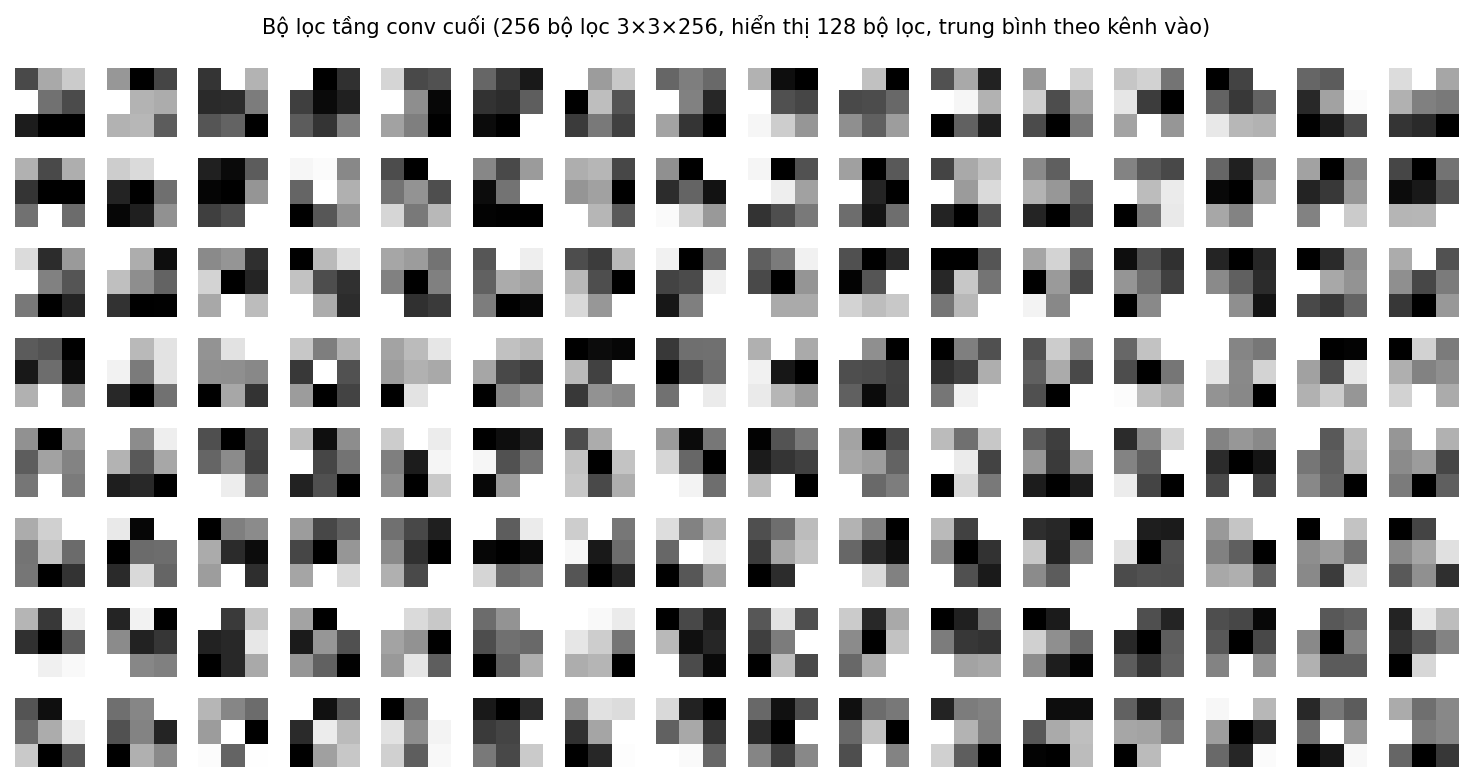 Bộ lọc tầng conv cuối (256 bộ lọc 3×3×256, hiển thị 128 bộ lọc, trung bình theo kênh vào)